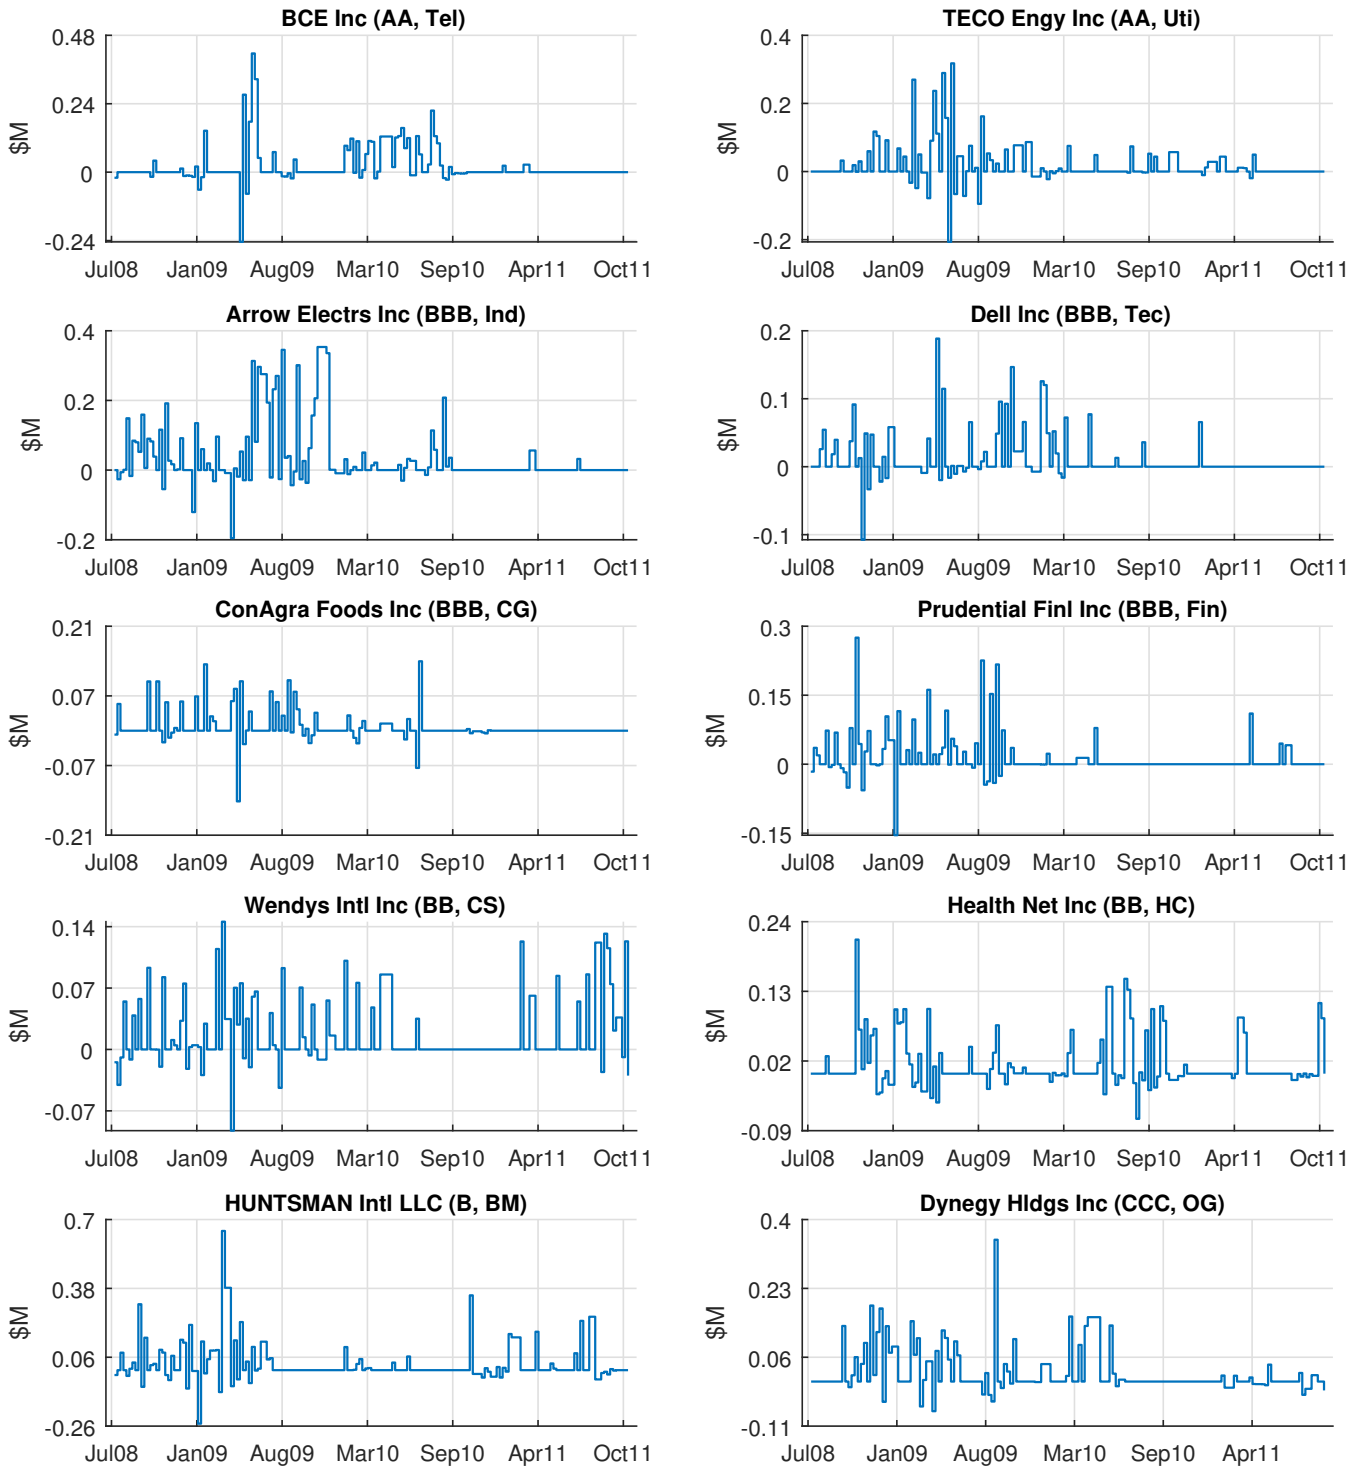 BCE Inc (AA, Tel)
$M
0.48
0.24
0
-0.24
Jul08 Jan09 Aug09 Mar10 Sep10 Apr11 Oct11
TECO Engy Inc (AA, Uti)
$M
0.4
0.2
0
-0.2
Jul08 Jan09 Aug09 Mar10 Sep10 Apr11 Oct11
Arrow Electrs Inc (BBB, Ind)
$M
0.4
0.2
0
-0.2
Jul08 Jan09 Aug09 Mar10 Sep10 Apr11 Oct11
Dell Inc (BBB, Tec)
$M
0.2
0.1
0
-0.1
Jul08 Jan09 Aug09 Mar10 Sep10 Apr11 Oct11
ConAgra Foods Inc (BBB, CG)
$M
0.21
0.07
-0.07
-0.21
Jul08 Jan09 Aug09 Mar10 Sep10 Apr11 Oct11
Prudential Finl Inc (BBB, Fin)
$M
0.3
0.15
0
-0.15
Jul08 Jan09 Aug09 Mar10 Sep10 Apr11 Oct11
Wendys Intl Inc (BB, CS)
$M
0.14
0.07
0
-0.07
Jul08 Jan09 Aug09 Mar10 Sep10 Apr11 Oct11
Health Net Inc (BB, HC)
$M
0.24
0.13
0.02
-0.09
Jul08 Jan09 Aug09 Mar10 Sep10 Apr11 Oct11
HUNTSMAN Intl LLC (B, BM)
$M
0.7
0.38
0.06
-0.26
Jul08 Jan09 Aug09 Mar10 Sep10 Apr11 Oct11
Dynegy Hldgs Inc (CCC, OG)
$M
0.4
0.23
0.06
-0.11
Jul08 Jan09 Aug09 Mar10 Sep10 Apr11